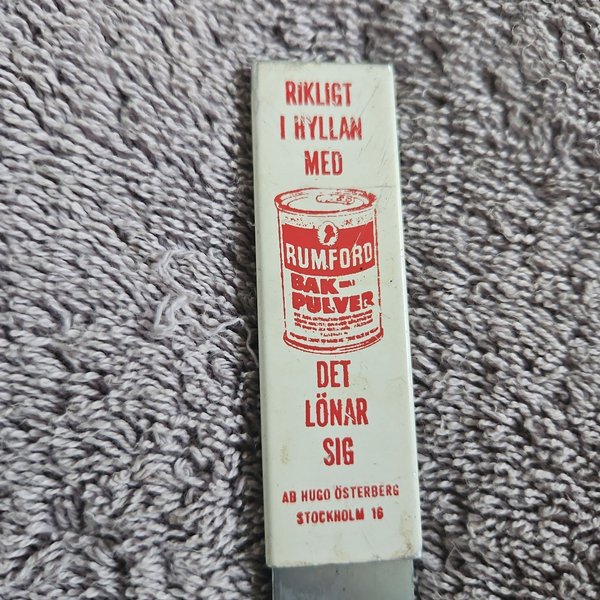 RIKLIGT
I HYLLAN
MED
RUMFORD
BAK-
PULVER
DET
LÖNAR
SIG
AB HUGO ÖSTERBERG
STOCKHOLM 16